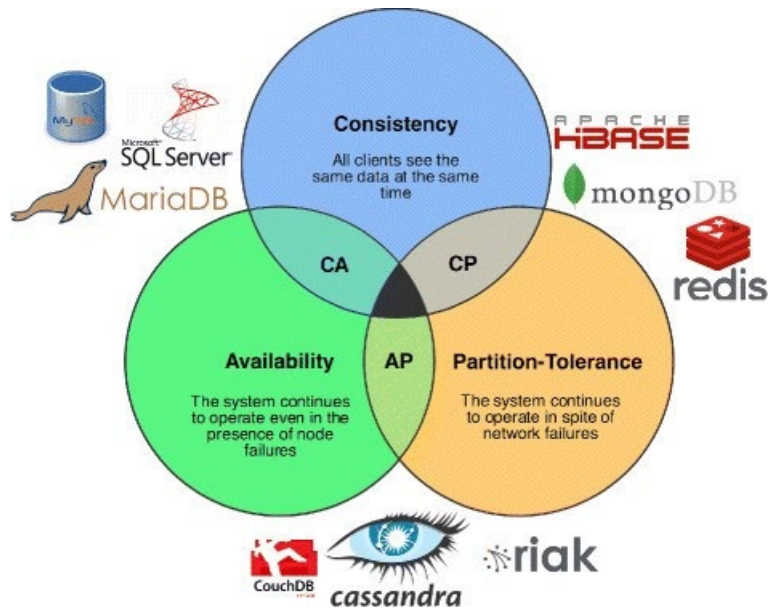 MySQL
Microsoft®
SQL Server
MariaDB
Consistency
All clients see the
same data at the same
time
APACHE
HBASE
mongoDB
redis
CA
CP
Availability
The system continues
to operate even in the
presence of node
failures
AP
Partition-Tolerance
The system continues
to operate in spite of
network failures
CouchDB
cassandra
riak